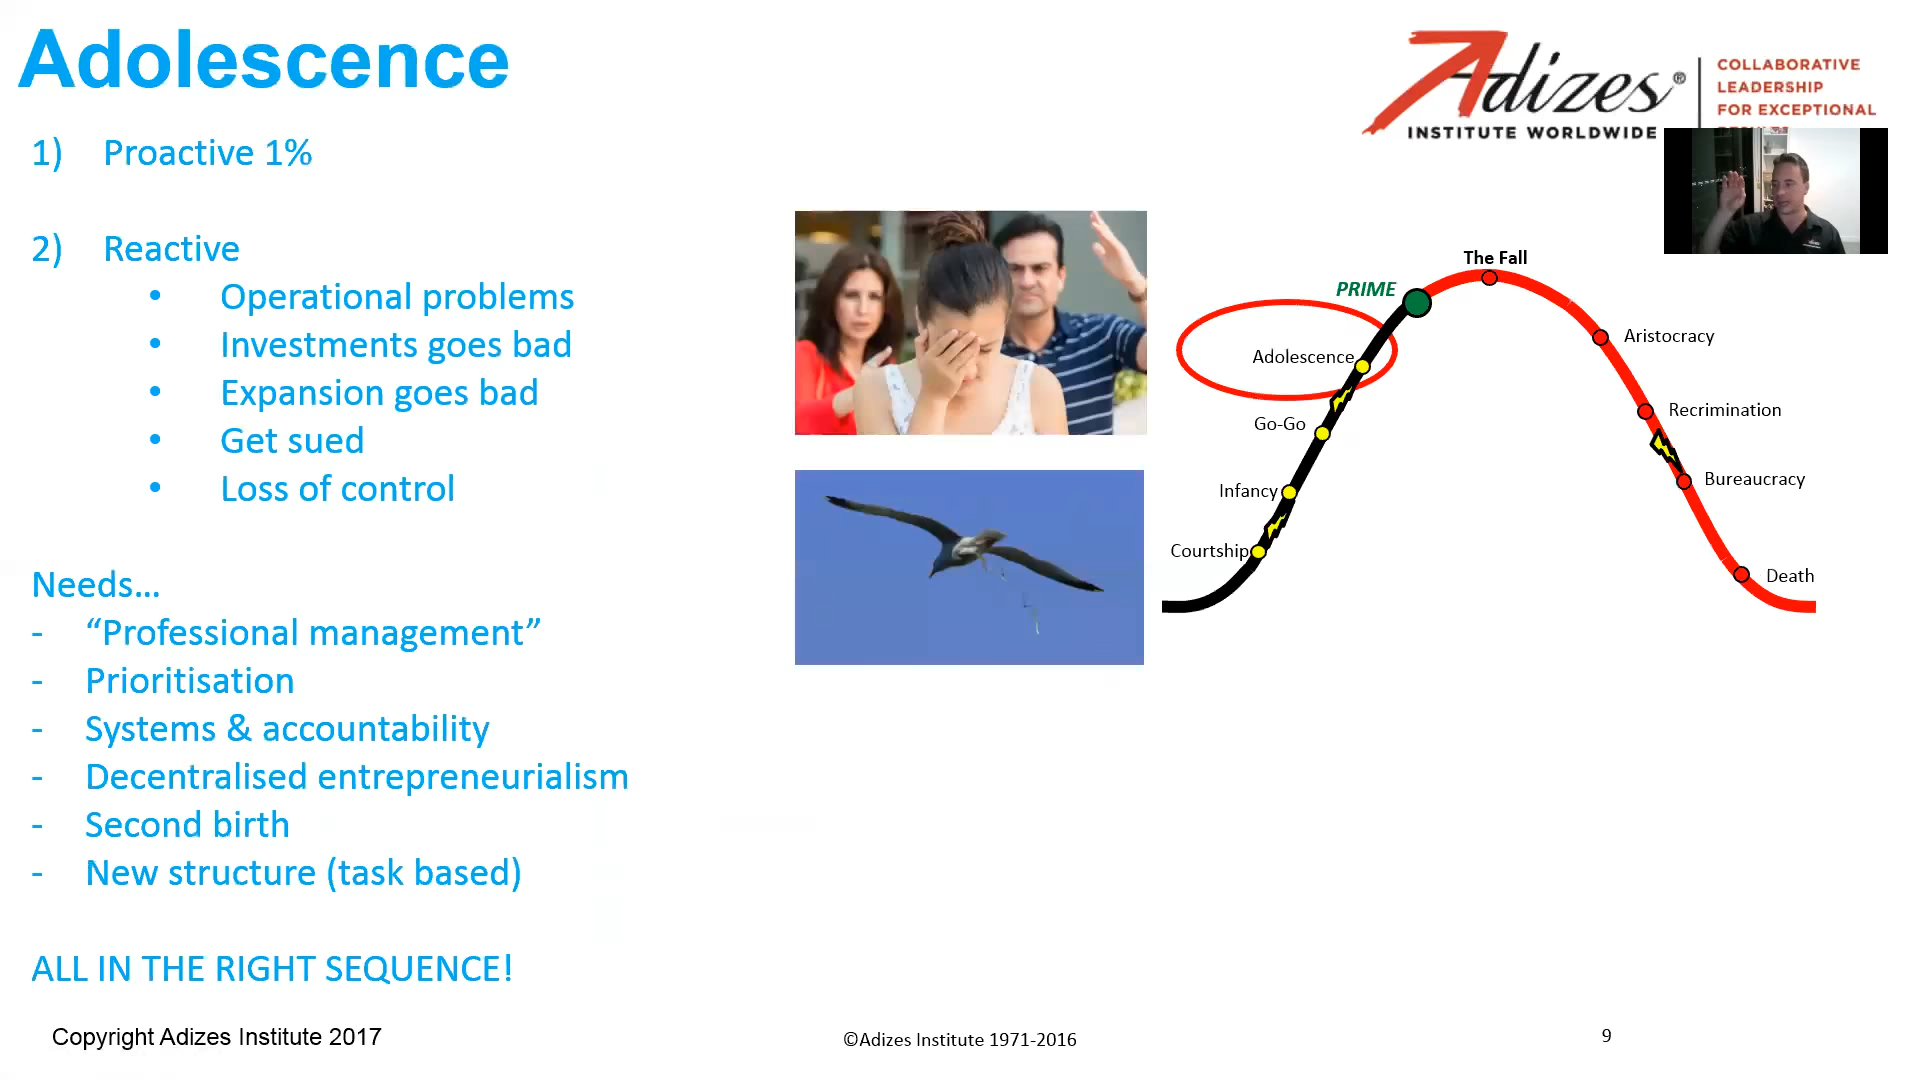 Adolescence
1) Proactive 1%
2) Reactive
• Operational problems
• Investments goes bad
• Expansion goes bad
• Get sued
• Loss of control
Needs...
- “Professional management”
- Prioritisation
- Systems & accountability
- Decentralised entrepreneurialism
- Second birth
- New structure (task based)
ALL IN THE RIGHT SEQUENCE!
Adizes®
INSTITUTE WORLDWIDE
COLLABORATIVE
LEADERSHIP
FOR EXCEPTIONAL
The Fall
PRIME
Aristocracy
Adolescence
Recrimination
Go-Go
Bureaucracy
Infancy
Courtship
Death
Copyright Adizes Institute 2017
©Adizes Institute 1971-2016
9